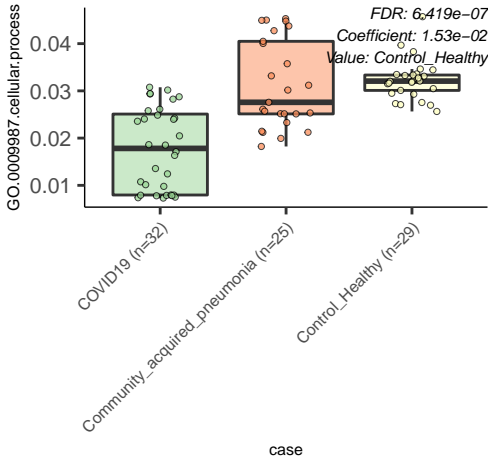 FDR: 6.419e−07
Coefficient: 1.53e−02
Value: Control_Healthy
GO.0009987.cellular.process
0.04
0.03
0.02
0.01
COVID19 (n=32)
Community_acquired_pneumonia (n=25)
Control_Healthy (n=29)
case